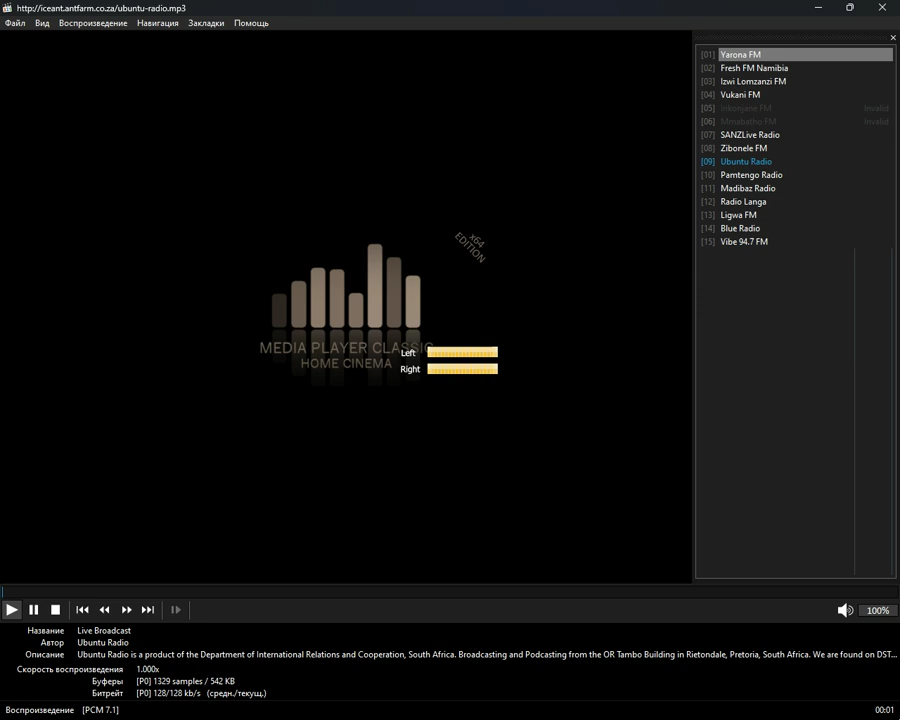 http://iceant.antfarm.co.za/ubuntu-radio.mp3
Файл Вид Воспроизведение Навигация Закладки Помощь
[01] Yarona FM
[02] Fresh FM Namibia
[03] Izwi Lomzanzi FM
[04] Vukani FM
[05] Inkonjane FM Invalid
[06] Mmabatho FM Invalid
[07] SANZLive Radio
[08] Zibonele FM
[09] Ubuntu Radio
[10] Pamtengo Radio
[11] Madibaz Radio
[12] Radio Langa
[13] Ligwa FM
[14] Blue Radio
[15] Vibe 94.7 FM
x64
EDITION
MEDIA PLAYER CLASSIC
HOME CINEMA
Left
Right
100%
Название Live Broadcast
Автор Ubuntu Radio
Описание Ubuntu Radio is a product of the Department of International Relations and Cooperation, South Africa. Broadcasting and Podcasting from the OR Tambo Building in Rietondale, Pretoria, South Africa. We are found on DST...
Скорость воспроизведения 1.000x
Буферы [P0] 1329 samples / 542 KB
Битрейт [P0] 128/128 kb/s (средн./текущ.)
Воспроизведение [PCM 7.1] 00:01